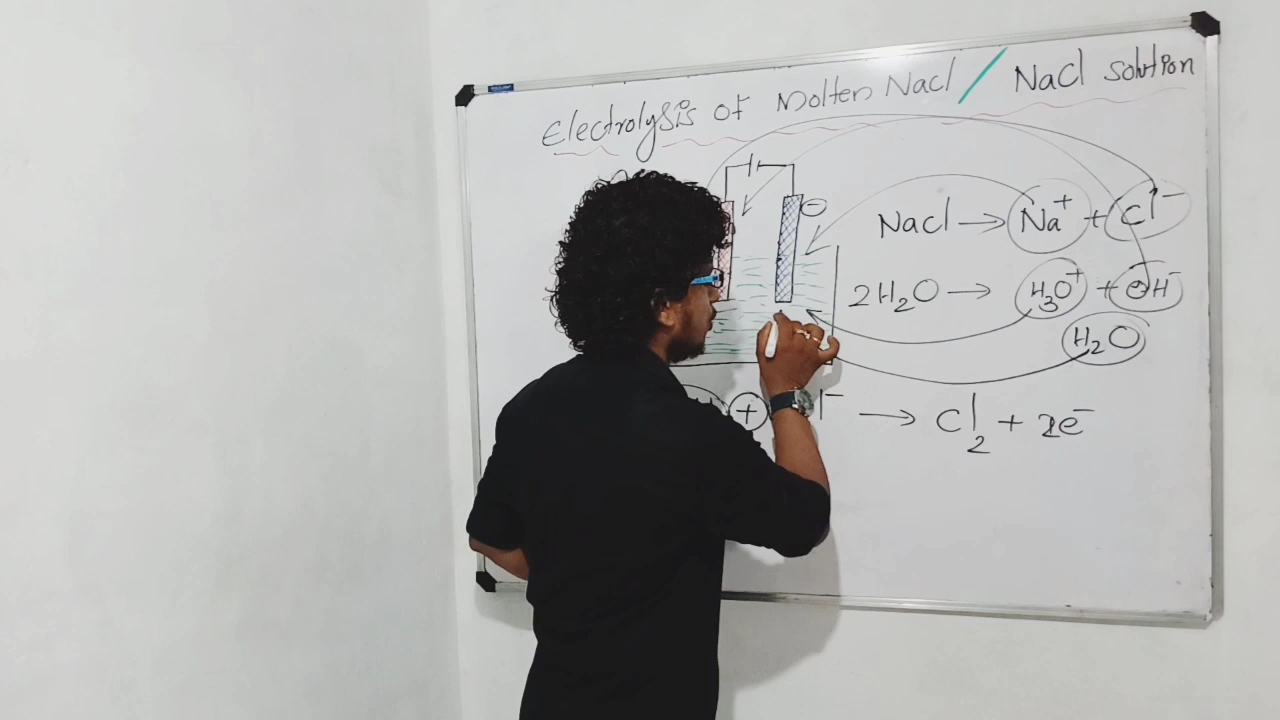 Electrolysis of Molten Nacl / NaCl solution
⊖
Nacl → Na⁺ + Cl⁻
2H₂O → H₃O⁺ + OH⁻
H₂O
⊕ l⁻ → Cl₂ + 2e⁻